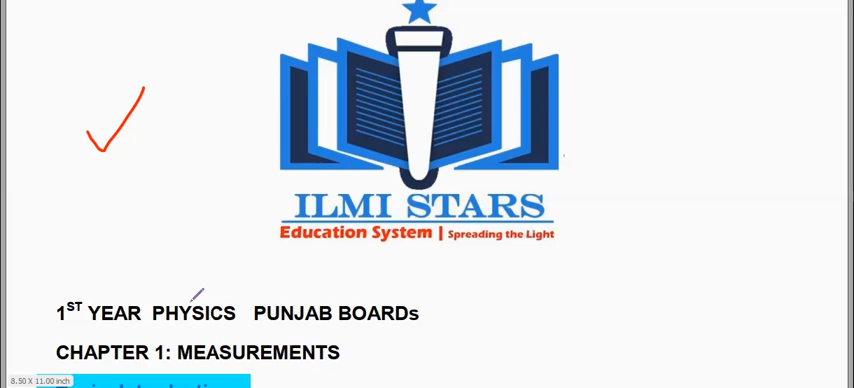 ILMI STARS
Education System | Spreading the Light
1ST YEAR PHYSICS PUNJAB BOARDs
CHAPTER 1: MEASUREMENTS
8.50 X 11.00 inch